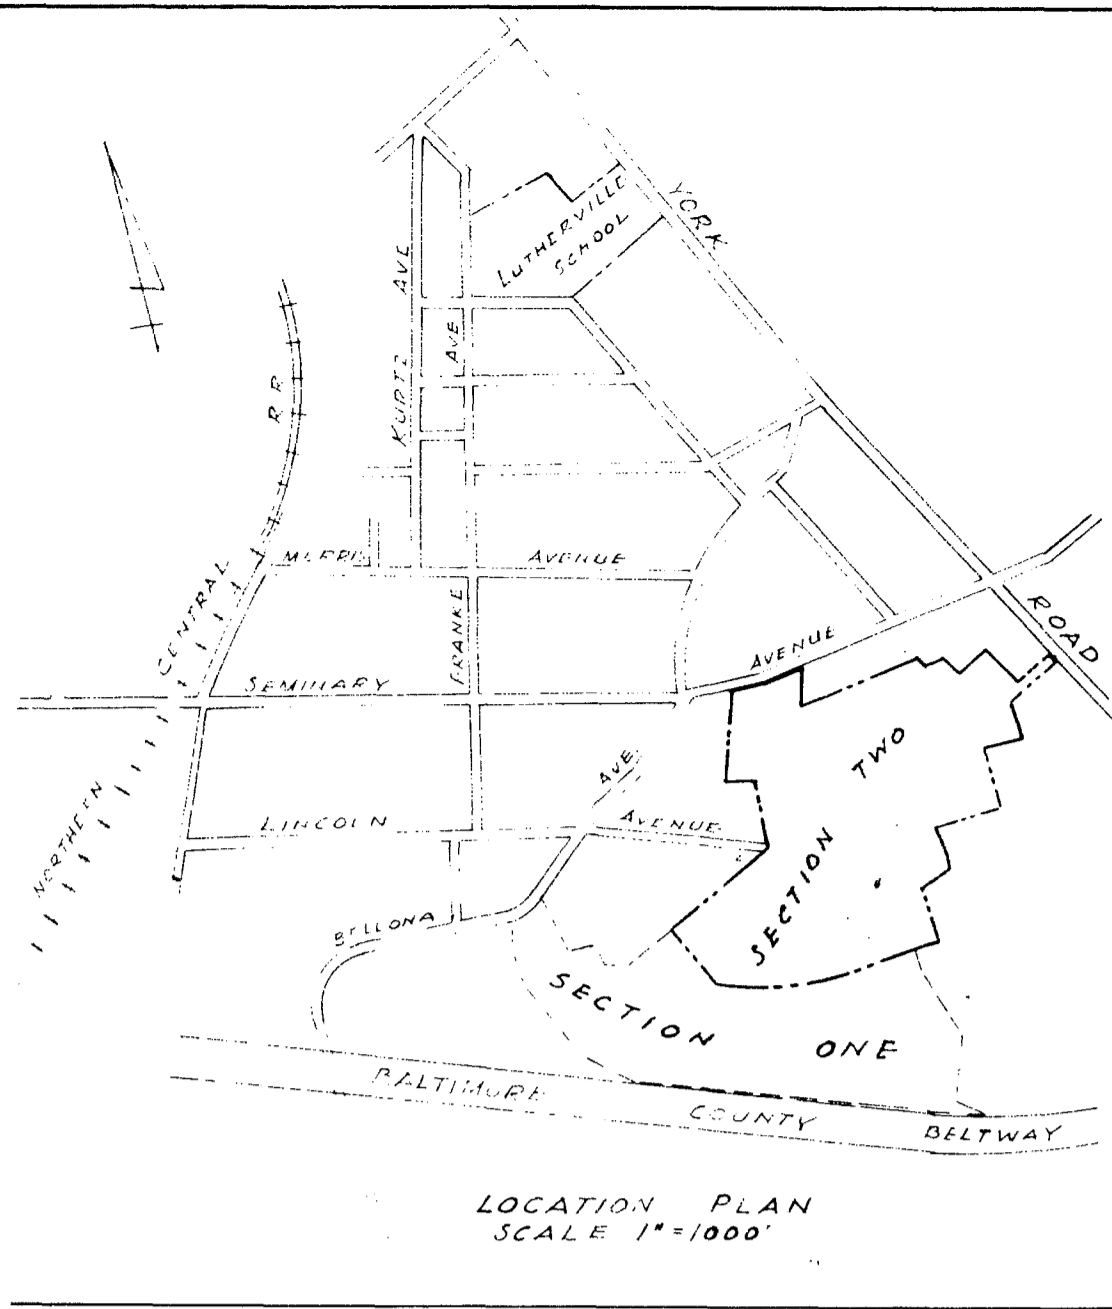 YORK
ROAD
LUTHERVILLE
SCHOOL
KURTZ AVE
AVE
R R
CENTRAL
NORTHERN
MORRIS AVENUE
FRANKE
SEMINARY AVENUE
AVE
LINCOLN AVENUE
BELLONA
SECTION TWO
SECTION ONE
BALTIMORE COUNTY BELTWAY
LOCATION PLAN
SCALE 1"=1000'